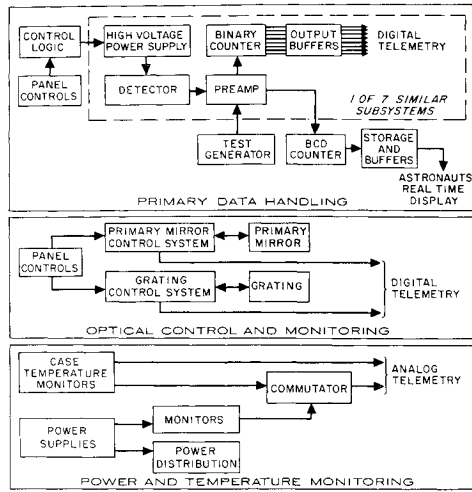 CONTROL
LOGIC
HIGH VOLTAGE
POWER SUPPLY
BINARY
COUNTER
OUTPUT
BUFFERS
DIGITAL
TELEMETRY
PANEL
CONTROLS
DETECTOR
PREAMP
1 OF 7 SIMILAR
SUBSYSTEMS
TEST
GENERATOR
BCD
COUNTER
STORAGE
AND
BUFFERS
ASTRONAUTS
REAL TIME
DISPLAY
PRIMARY DATA HANDLING
PANEL
CONTROLS
PRIMARY MIRROR
CONTROL SYSTEM
PRIMARY
MIRROR
GRATING
CONTROL SYSTEM
GRATING
DIGITAL
TELEMETRY
OPTICAL CONTROL AND MONITORING
CASE
TEMPERATURE
MONITORS
COMMUTATOR
ANALOG
TELEMETRY
POWER
SUPPLIES
MONITORS
POWER
DISTRIBUTION
POWER AND TEMPERATURE MONITORING